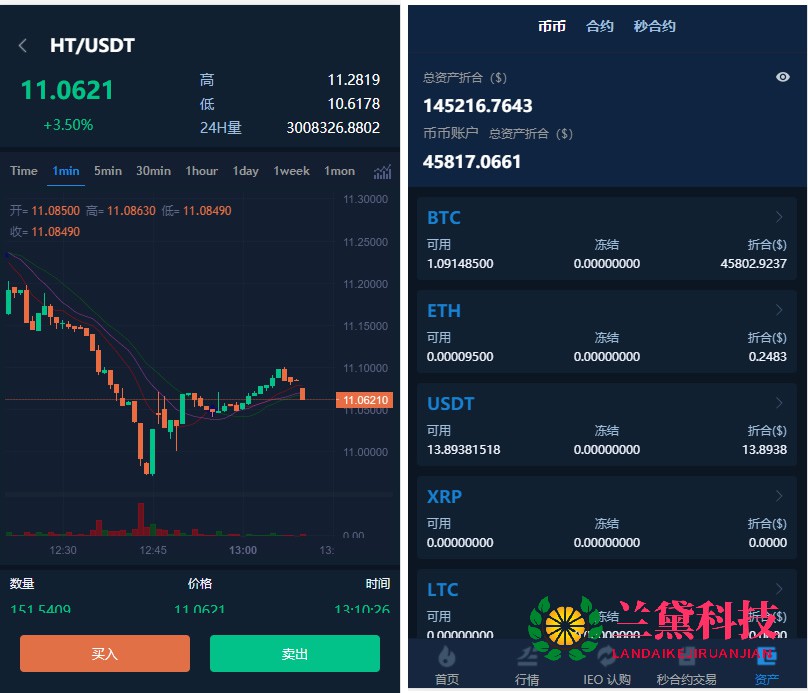 HT/USDT
11.0621
+3.50%
高 11.2819
低 10.6178
24H量 3008326.8802
Time 1min 5min 30min 1hour 1day 1week 1mon
开= 11.08500 高= 11.08630 低= 11.08490
收= 11.08490
11.30000
11.25000
11.20000
11.15000
11.10000
11.06210
11.05000
11.00000
0.00
12:30 12:45 13:00 13:
数量 价格 时间
151.5409 11.0621 13:10:26
买入 卖出
币币 合约 秒合约
总资产折合（$）
145216.7643
币币账户 总资产折合（$）
45817.0661
BTC
可用 冻结 折合($)
1.09148500 0.00000000 45802.9237
ETH
可用 冻结 折合($)
0.00009500 0.00000000 0.2483
USDT
可用 冻结 折合($)
13.89381518 0.00000000 13.8938
XRP
可用 冻结 折合($)
0.00000000 0.00000000 0.0000
LTC
可用 冻结 折合($)
0.00000000 0.00000000 0.0000
兰黛科技
首页 行情 IEO 认购 秒合约交易 资产